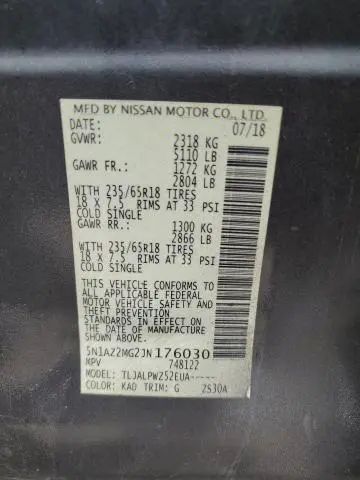 MFD BY NISSAN MOTOR CO., LTD.
DATE: 07/18
GVWR: 2318 KG
5110 LB
GAWR FR.: 1272 KG
2804 LB
WITH 235/65R18 TIRES
18 X 7.5 RIMS AT 33 PSI
COLD SINGLE
GAWR RR.: 1300 KG
2866 LB
WITH 235/65R18 TIRES
18 X 7.5 RIMS AT 33 PSI
COLD SINGLE
THIS VEHICLE CONFORMS TO
ALL APPLICABLE FEDERAL
MOTOR VEHICLE SAFETY AND
THEFT PREVENTION
STANDARDS IN EFFECT ON
THE DATE OF MANUFACTURE
SHOWN ABOVE.
5N1AZ2MG2JN176030
MPV 748122
MODEL: TLJALPWZ52EUA-----
COLOR: KAD TRIM: G 2S30A